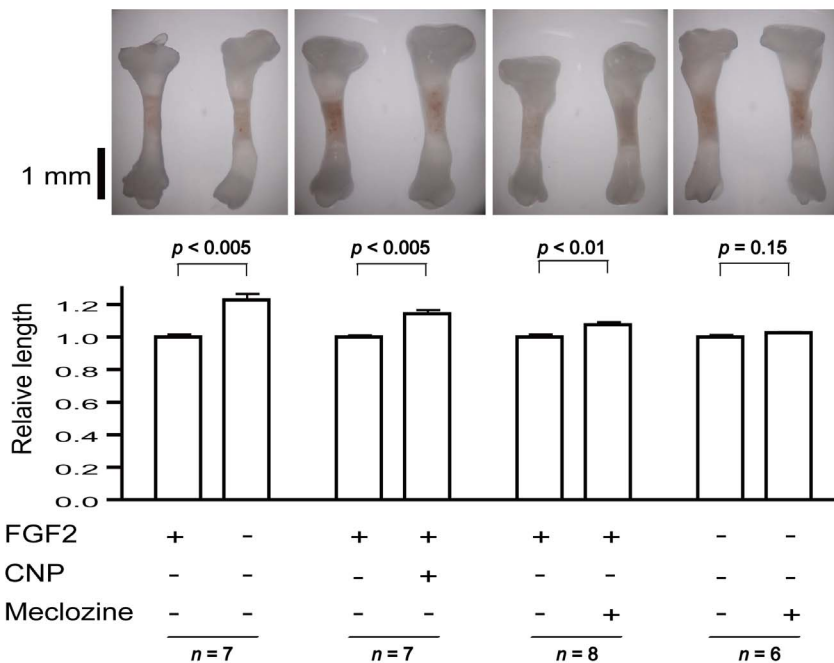 1 mm
p < 0.005 p < 0.005 p < 0.01 p = 0.15
Relaive length
1.2
1.0
0.8
0.6
0.4
0.2
0.0
FGF2 + - + + + + - -
CNP - - - + - - - -
Meclozine - - - - - + - +
n = 7 n = 7 n = 8 n = 6